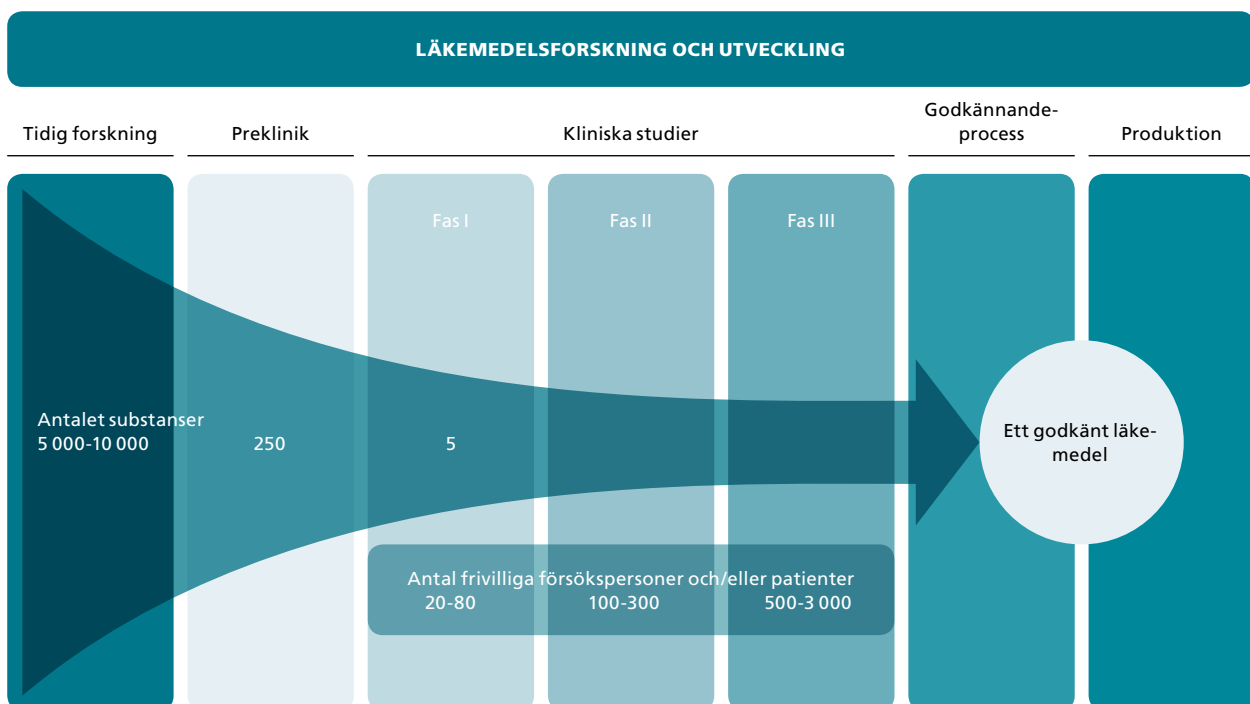 LÄKEMEDELSFORSKNING OCH UTVECKLING
Tidig forskning
Preklinik
Kliniska studier
Godkännande-
process
Produktion
Fas I
Fas II
Fas III
Antalet substanser
5 000-10 000
250
5
Ett godkänt läke-
medel
Antal frivilliga försökspersoner och/eller patienter
20-80
100-300
500-3 000